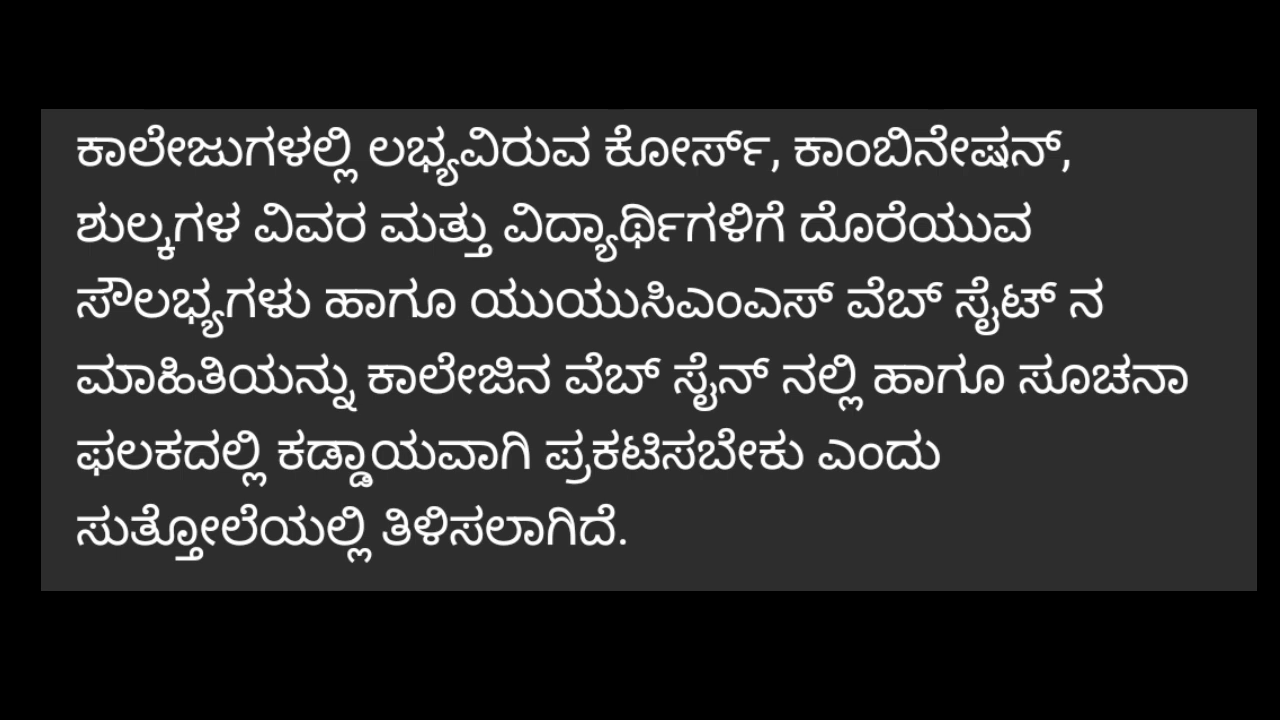 ಕಾಲೇಜುಗಳಲ್ಲಿ ಲಭ್ಯವಿರುವ ಕೋರ್ಸ್, ಕಾಂಬಿನೇಷನ್,
ಶುಲ್ಕಗಳ ವಿವರ ಮತ್ತು ವಿದ್ಯಾರ್ಥಿಗಳಿಗೆ ದೊರೆಯುವ
ಸೌಲಭ್ಯಗಳು ಹಾಗೂ ಯುಯುಸಿಎಂಎಸ್ ವೆಬ್ ಸೈಟ್ ನ
ಮಾಹಿತಿಯನ್ನು ಕಾಲೇಜಿನ ವೆಬ್ ಸೈನ್ ನಲ್ಲಿ ಹಾಗೂ ಸೂಚನಾ
ಫಲಕದಲ್ಲಿ ಕಡ್ಡಾಯವಾಗಿ ಪ್ರಕಟಿಸಬೇಕು ಎಂದು
ಸುತ್ತೋಲೆಯಲ್ಲಿ ತಿಳಿಸಲಾಗಿದೆ.